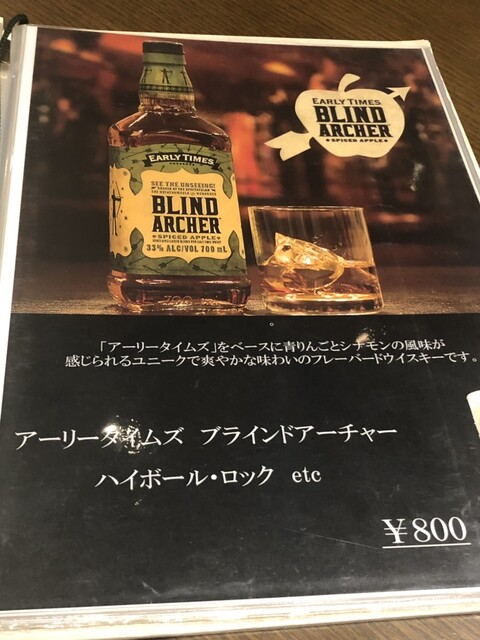 EARLY TIMES
BLIND
ARCHER
SPICED APPLE
EARLY TIMES
SEE THE UNSEEING!
BLIND
ARCHER
SPICED APPLE
33% ALC/VOL 700 mL
。
「アーリータイムズ」をベースに青りんごとシナモンの風味が
感じられるユニークで爽やかな味わいのフレーバードウイスキーです。
アーリータイムズ ブラインドアーチャー
ハイボール・ロック etc
￥800